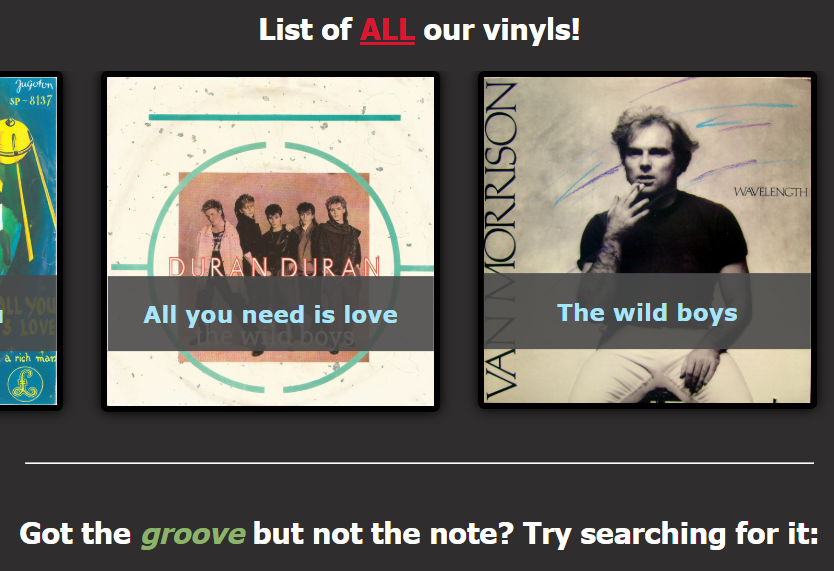 List of ALL our vinyls!
Jugoton
SP-8137
ALL YOU
IS LOVE
a rich man
£
DURAN DURAN
the wild boys
All you need is love
VAN MORRISON
WAVELENGTH
The wild boys
Got the groove but not the note? Try searching for it: